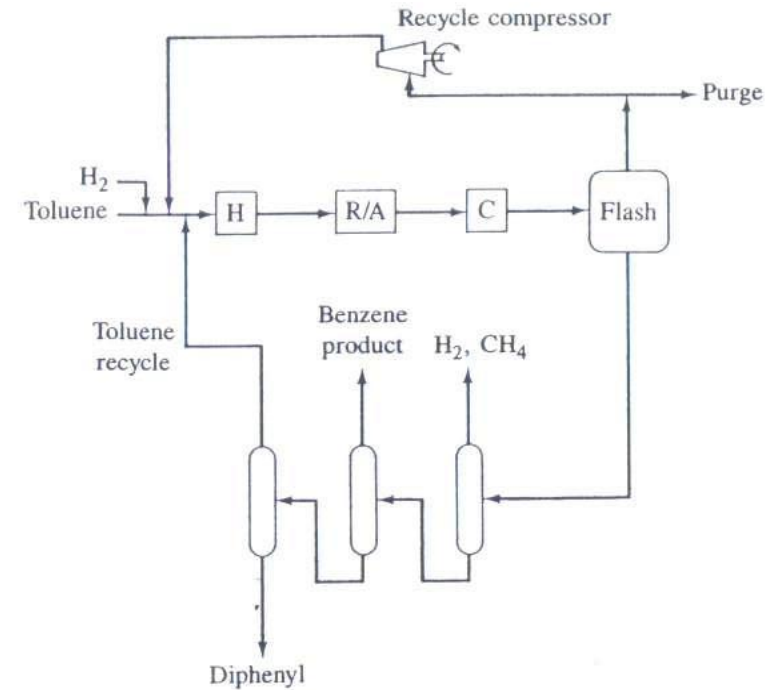 Recycle compressor
Purge
H₂
Toluene
H
R/A
C
Flash
Toluene
recycle
Benzene
product
H₂, CH₄
Diphenyl